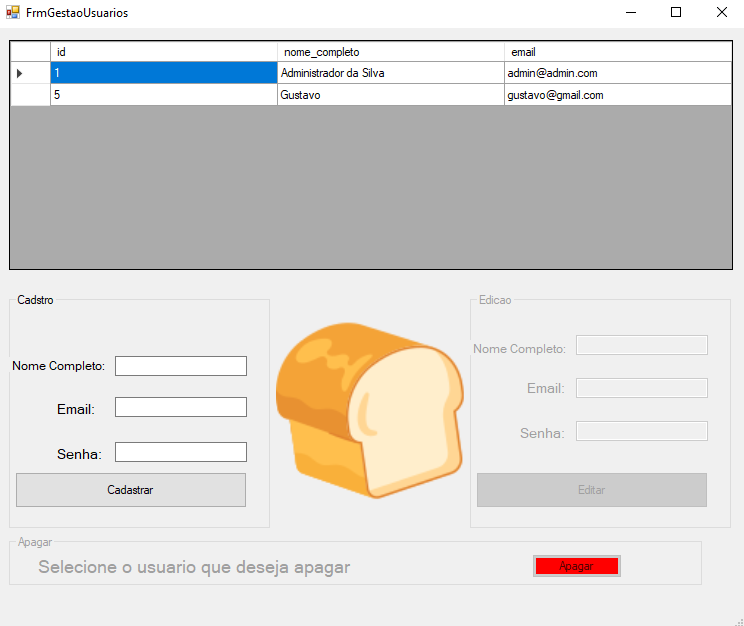 FrmGestaoUsuarios
id nome_completo email
1 Administrador da Silva admin@admin.com
5 Gustavo gustavo@gmail.com
Cadstro
Nome Completo:
Email:
Senha:
Cadastrar
Edicao
Nome Completo:
Email:
Senha:
Editar
Apagar
Selecione o usuario que deseja apagar Apagar